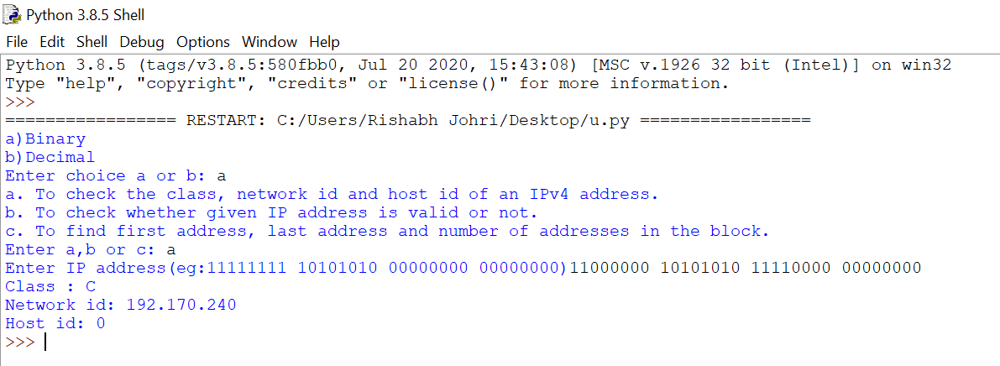 Python 3.8.5 Shell
File Edit Shell Debug Options Window Help
Python 3.8.5 (tags/v3.8.5:580fbb0, Jul 20 2020, 15:43:08) [MSC v.1926 32 bit (Intel)] on win32
Type "help", "copyright", "credits" or "license()" for more information.
>>>
================= RESTART: C:/Users/Rishabh Johri/Desktop/u.py =================
a)Binary
b)Decimal
Enter choice a or b: a
a. To check the class, network id and host id of an IPv4 address.
b. To check whether given IP address is valid or not.
c. To find first address, last address and number of addresses in the block.
Enter a,b or c: a
Enter IP address(eg:11111111 10101010 00000000 00000000)11000000 10101010 11110000 00000000
Class : C
Network id: 192.170.240
Host id: 0
>>>